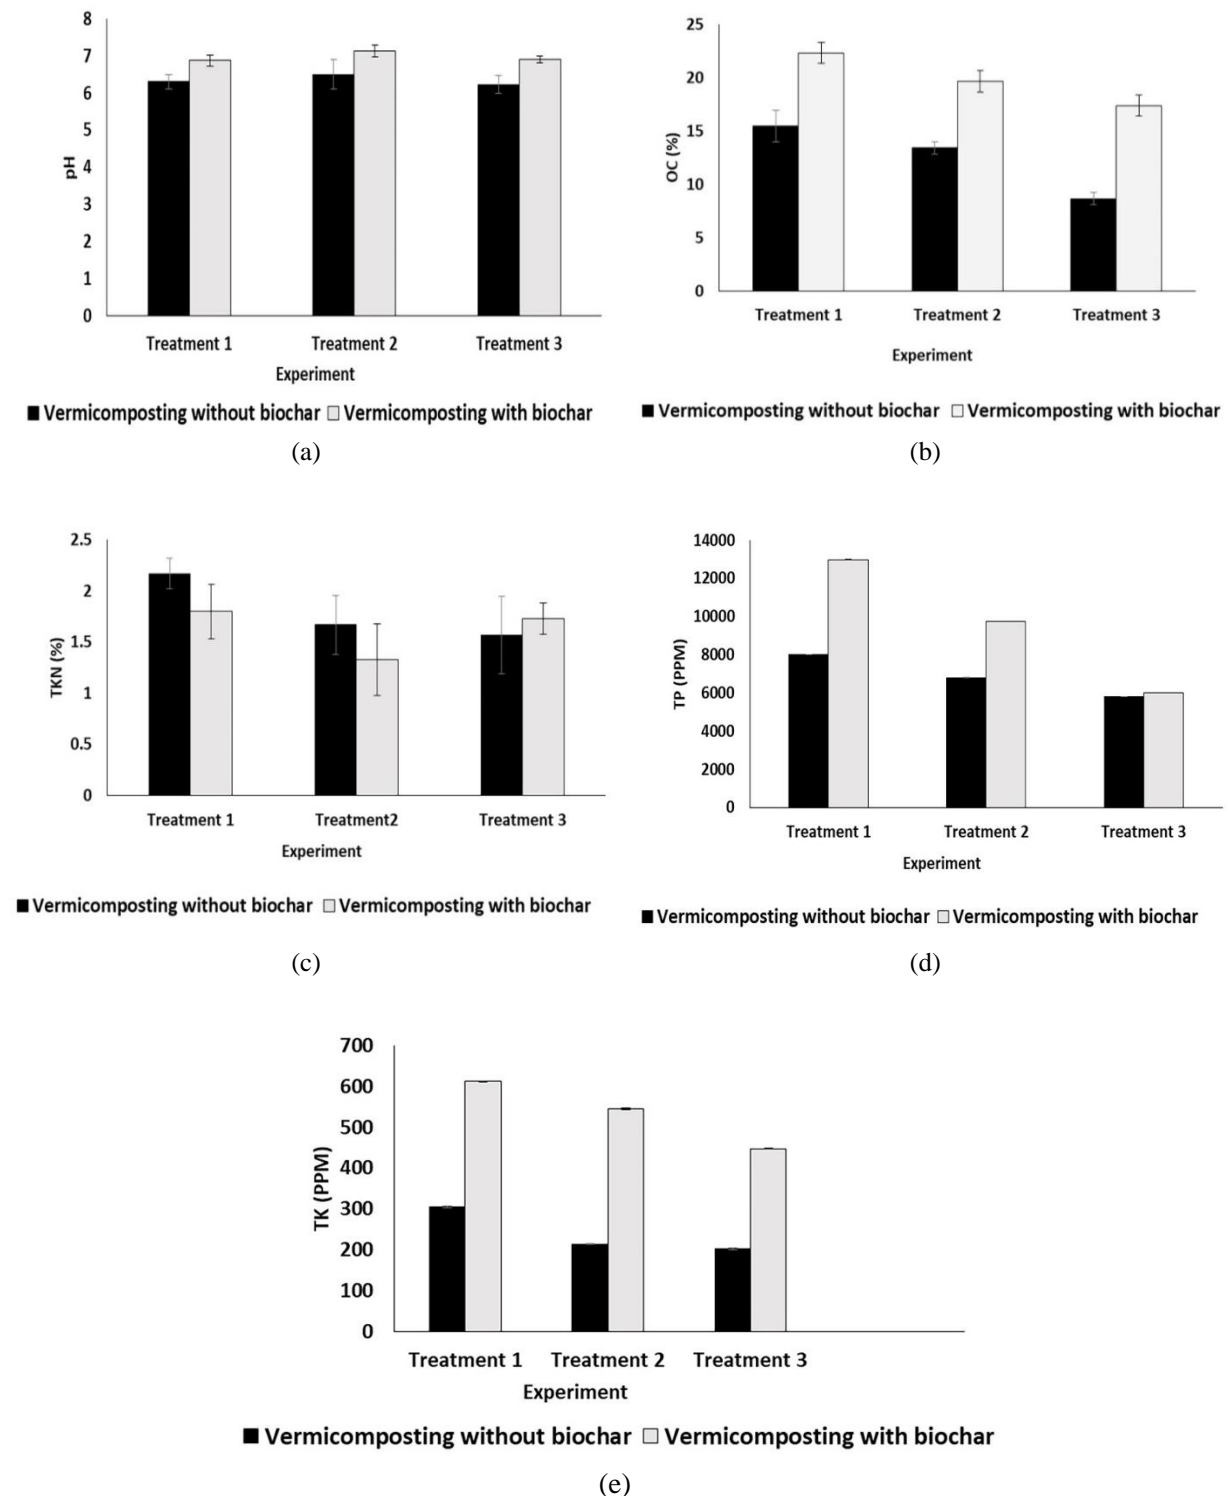 8
7
6
5
4
3
2
1
0
pH
Treatment 1 Treatment 2 Treatment 3
Experiment
Vermicomposting without biochar Vermicomposting with biochar
(a)
25
20
15
10
5
0
OC (%)
Treatment 1 Treatment 2 Treatment 3
Experiment
Vermicomposting without biochar Vermicomposting with biochar
(b)
2.5
2
1.5
1
0.5
0
TKN (%)
Treatment 1 Treatment2 Treatment 3
Experiment
Vermicomposting without biochar Vermicomposting with biochar
(c)
14000
12000
10000
8000
6000
4000
2000
0
TP (PPM)
Treatment 1 Treatment 2 Treatment 3
Experiment
Vermicomposting without biochar Vermicomposting with biochar
(d)
700
600
500
400
300
200
100
0
TK (PPM)
Treatment 1 Treatment 2 Treatment 3
Experiment
Vermicomposting without biochar Vermicomposting with biochar
(e)